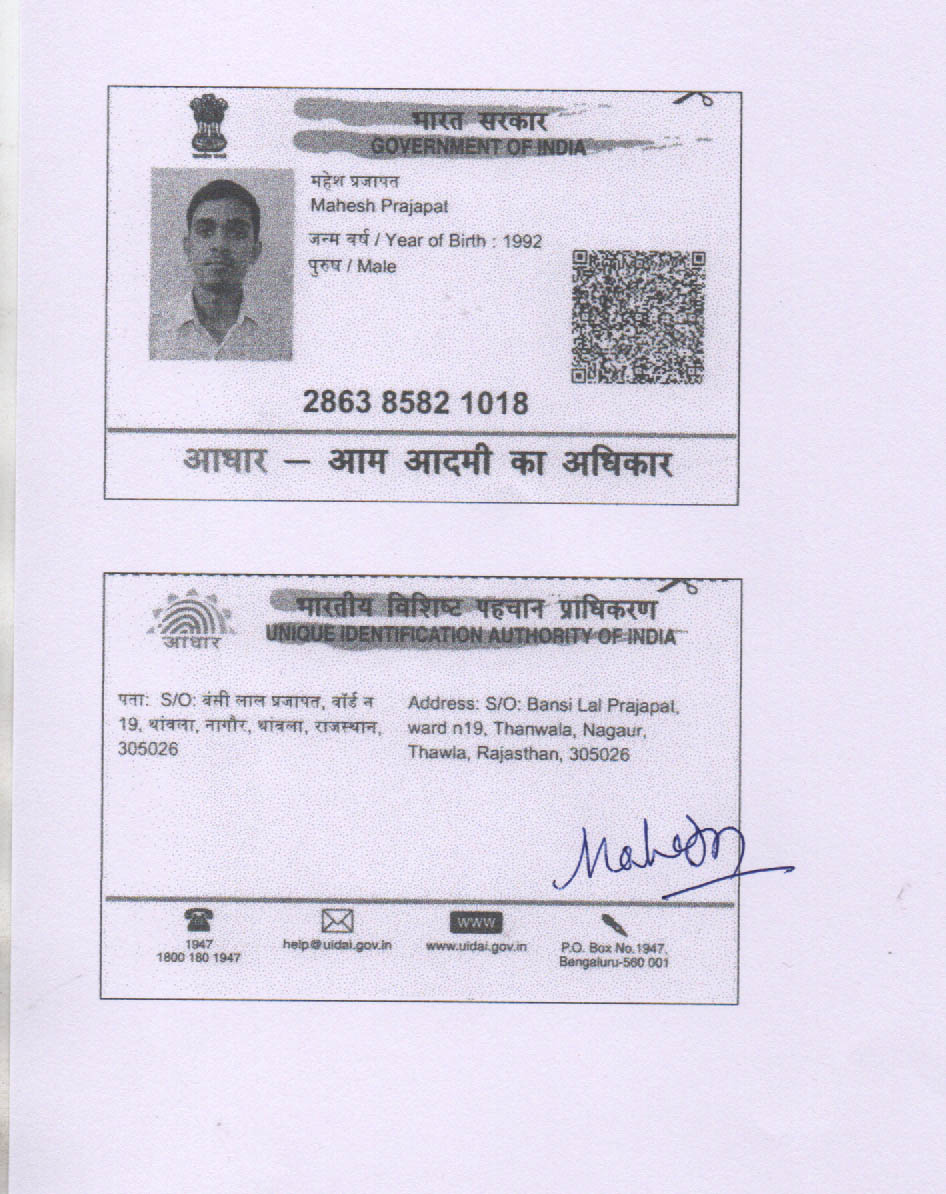 भारत सरकार
GOVERNMENT OF INDIA
महेश प्रजापत
Mahesh Prajapat
जन्म वर्ष / Year of Birth : 1992
पुरुष / Male
2863 8582 1018
आधार – आम आदमी का अधिकार
भारतीय विशिष्ट पहचान प्राधिकरण
UNIQUE IDENTIFICATION AUTHORITY OF INDIA
आधार
पता: S/O: बंसी लाल प्रजापत, वॉर्ड न
19, थांवला, नागौर, थांवला, राजस्थान,
305026
Address: S/O: Bansi Lal Prajapat,
ward n19, Thanwala, Nagaur,
Thawla, Rajasthan, 305026
Mahesh
1947
1800 180 1947
help@uidai.gov.in
www
www.uidai.gov.in
P.O. Box No.1947,
Bengaluru-560 001